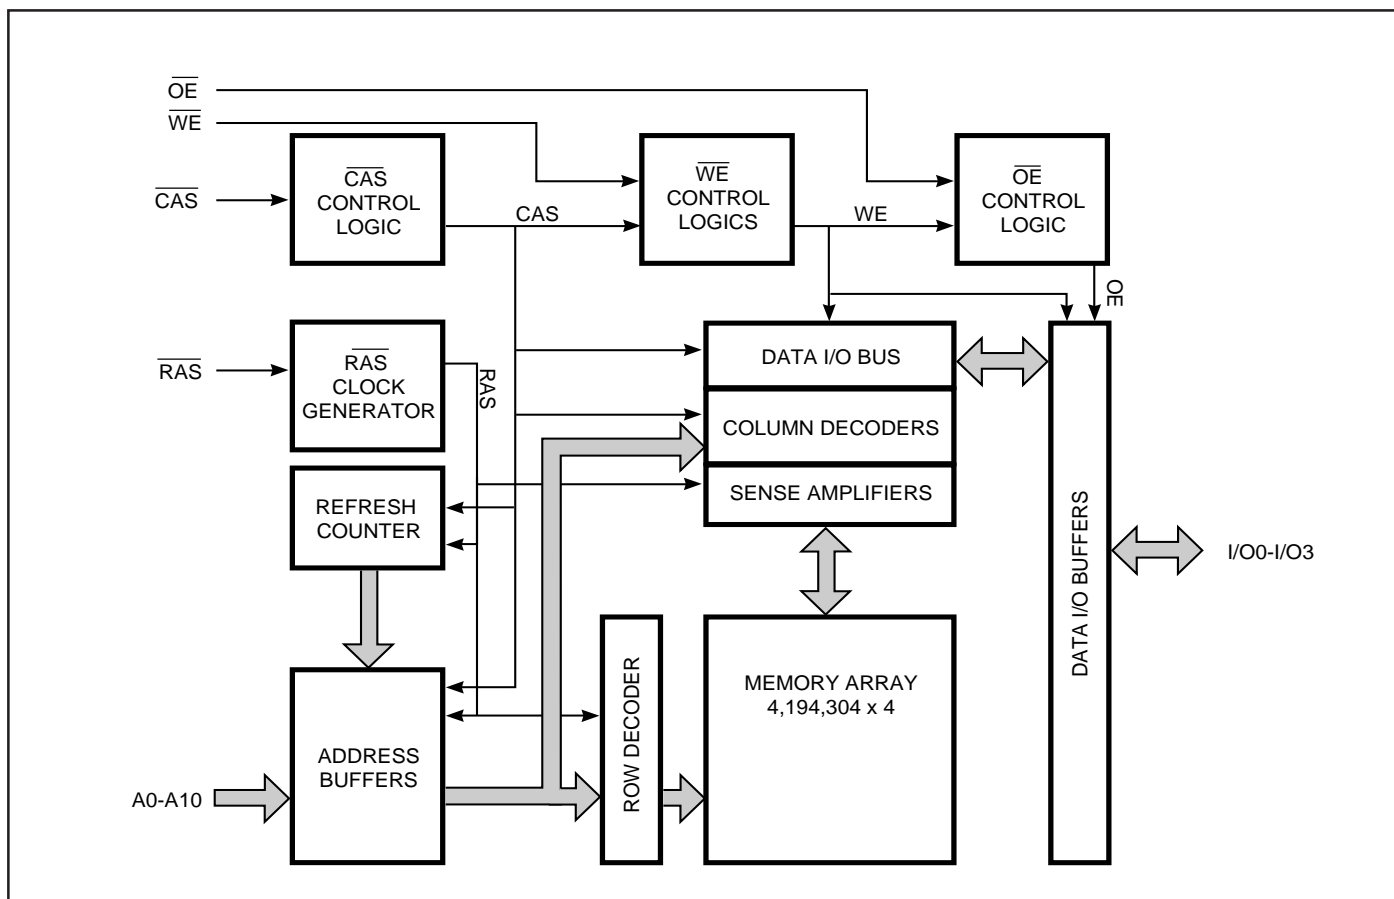 OE
WE
CAS
CAS
CONTROL
LOGIC
CAS
WE
CONTROL
LOGICS
WE
OE
CONTROL
LOGIC
OE
RAS
RAS
CLOCK
GENERATOR
RAS
DATA I/O BUS
COLUMN DECODERS
SENSE AMPLIFIERS
REFRESH
COUNTER
DATA I/O BUFFERS
I/O0-I/O3
ADDRESS
BUFFERS
A0-A10
ROW DECODER
MEMORY ARRAY
4,194,304 x 4